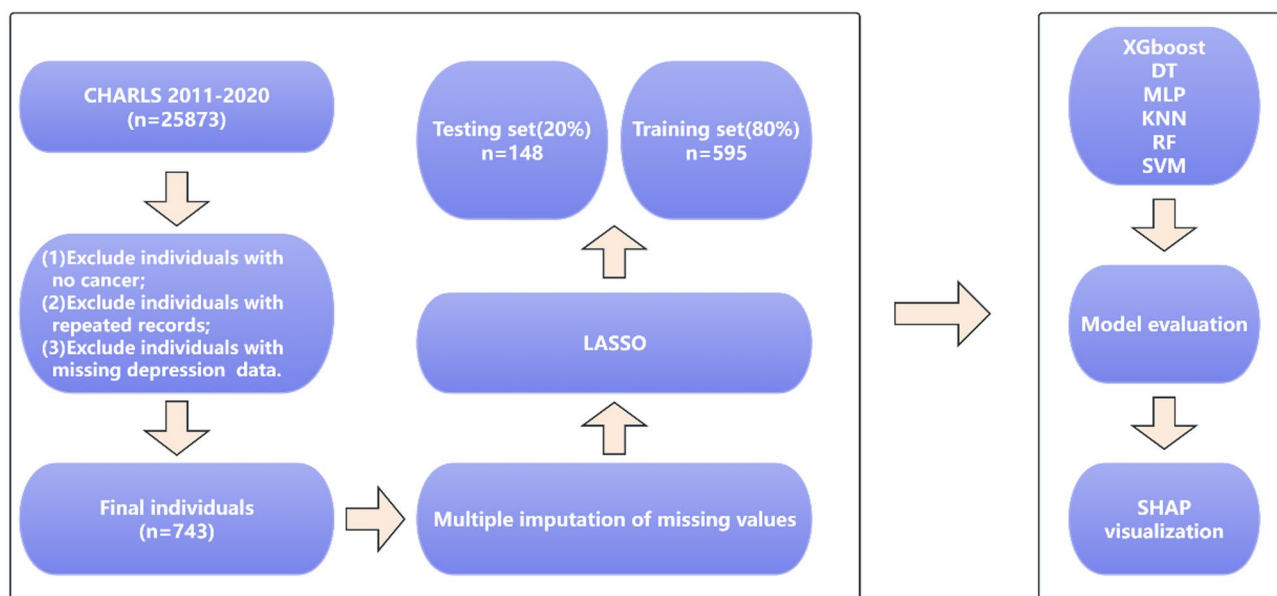 CHARLS 2011-2020
(n=25873)
(1)Exclude individuals with
no cancer;
(2)Exclude individuals with
repeated records;
(3)Exclude individuals with
missing depression data.
Final individuals
(n=743)
Multiple imputation of missing values
LASSO
Testing set(20%)
n=148
Training set(80%)
n=595
XGboost
DT
MLP
KNN
RF
SVM
Model evaluation
SHAP
visualization